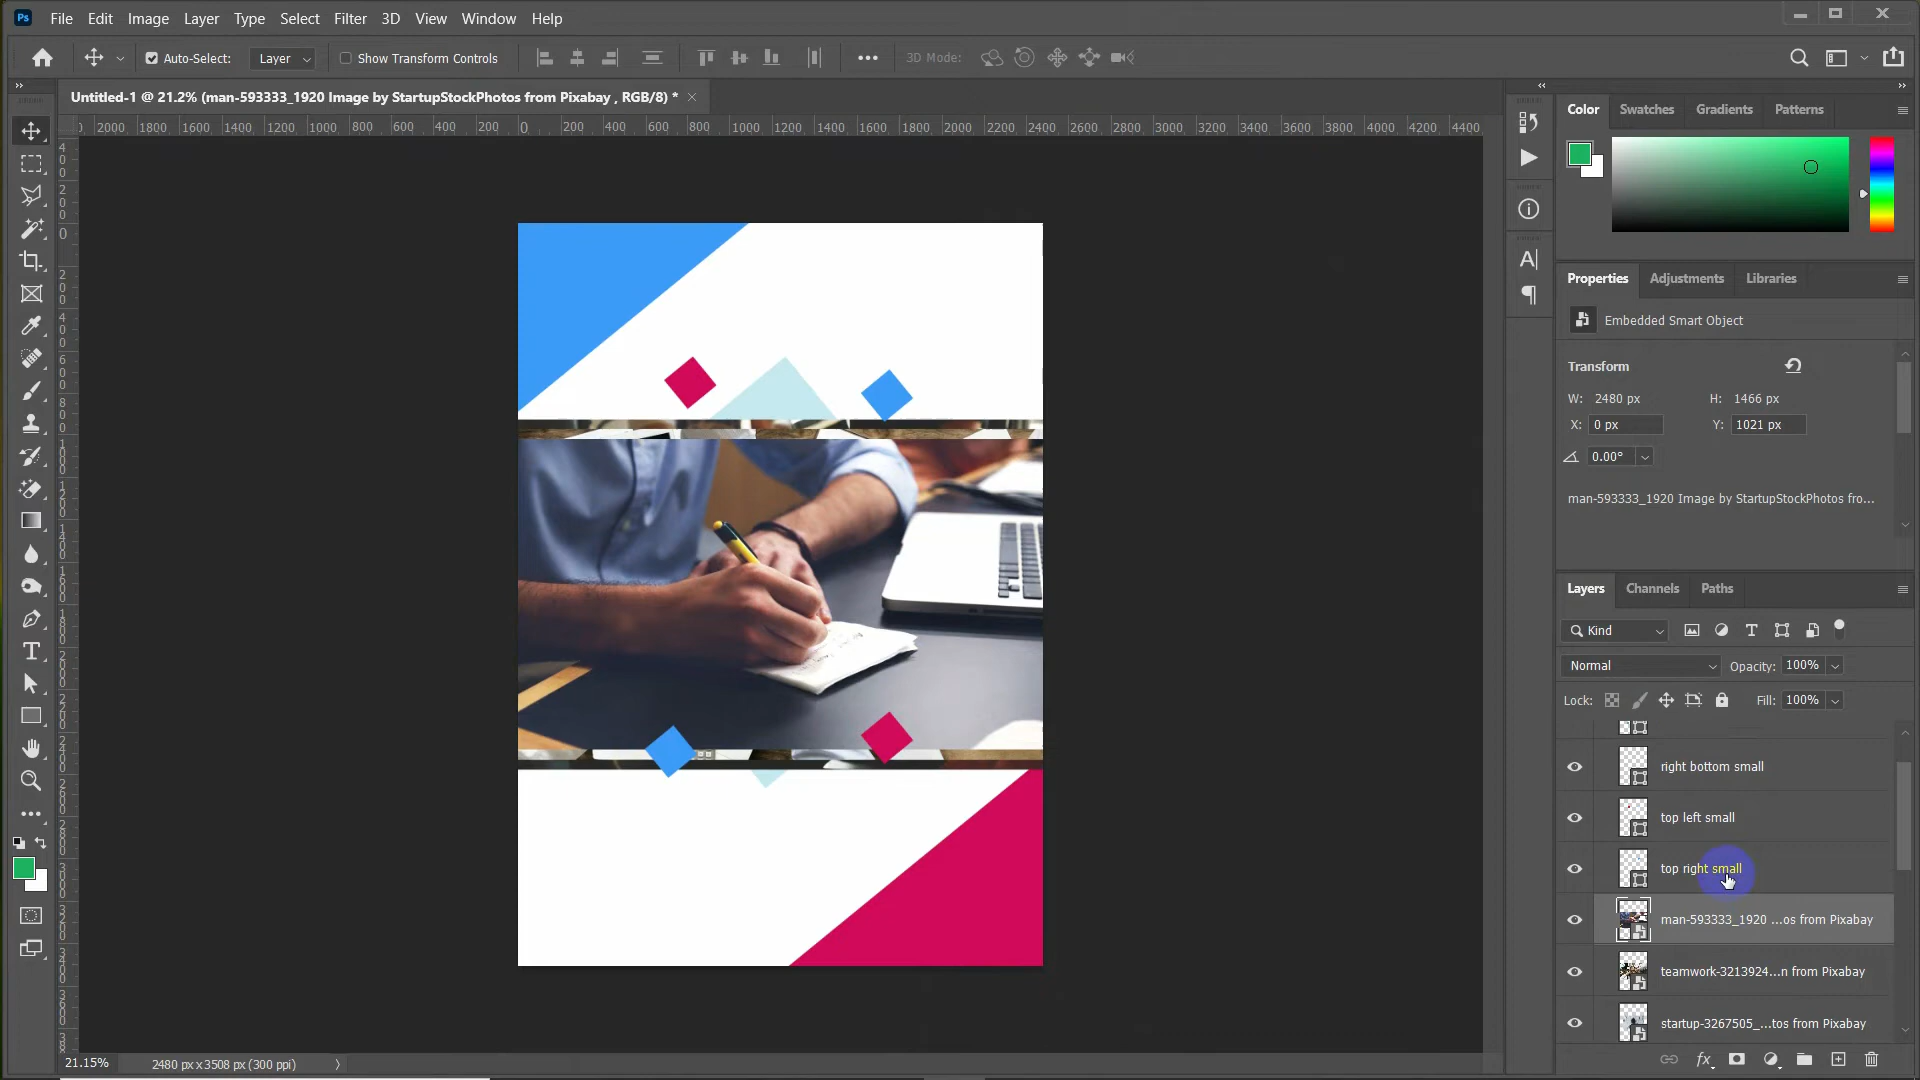 Ps File Edit Image Layer Type Select Filter 3D View Window Help
Auto-Select: Layer Show Transform Controls 3D Mode:
Untitled-1 @ 21.2% (man-593333_1920 Image by StartupStockPhotos from Pixabay , RGB/8) *
2000 1800 1600 1400 1200 1000 800 600 400 200 0 200 400 600 800 1000 1200 1400 1600 1800 2000 2200 2400 2600 2800 3000 3200 3400 3600 3800 4000 4200 4400
Color Swatches Gradients Patterns
Properties Adjustments Libraries
Embedded Smart Object
Transform
W: 2480 px H: 1466 px
X: 0 px Y: 1021 px
0.00°
man-593333_1920 Image by StartupStockPhotos fro...
Layers Channels Paths
Kind
Normal Opacity: 100%
Lock: Fill: 100%
right bottom small
top left small
top right small
man-593333_1920 ...os from Pixabay
teamwork-3213924...n from Pixabay
startup-3267505_...tos from Pixabay
21.15% 2480 px x 3508 px (300 ppi)